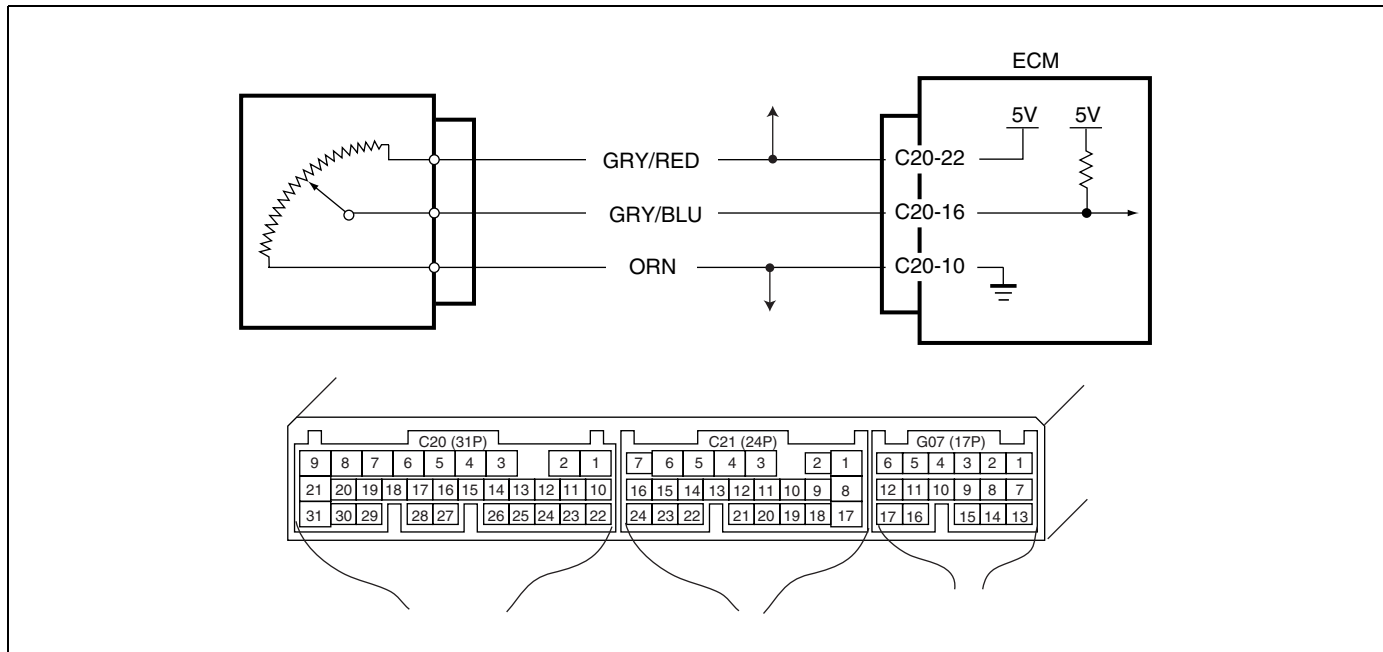 ECM
5V 5V
GRY/RED C20-22
GRY/BLU C20-16
ORN C20-10
C20 (31P) C21 (24P) G07 (17P)
9 8 7 6 5 4 3 2 1 7 6 5 4 3 2 1 6 5 4 3 2 1
21 20 19 18 17 16 15 14 13 12 11 10 16 15 14 13 12 11 10 9 8 12 11 10 9 8 7
31 30 29 28 27 26 25 24 23 22 24 23 22 21 20 19 18 17 17 16 15 14 13